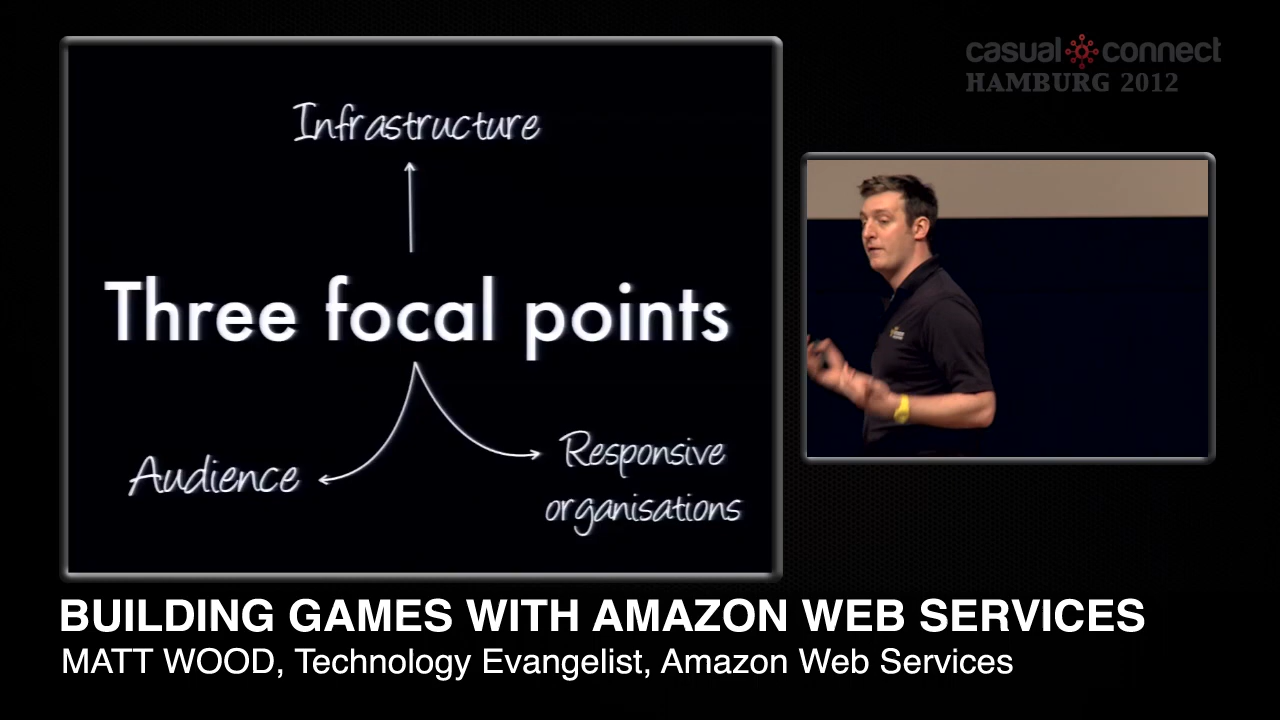 casual connect
HAMBURG 2012
Infrastructure
Three focal points
Audience
Responsive
organisations
BUILDING GAMES WITH AMAZON WEB SERVICES
MATT WOOD, Technology Evangelist, Amazon Web Services